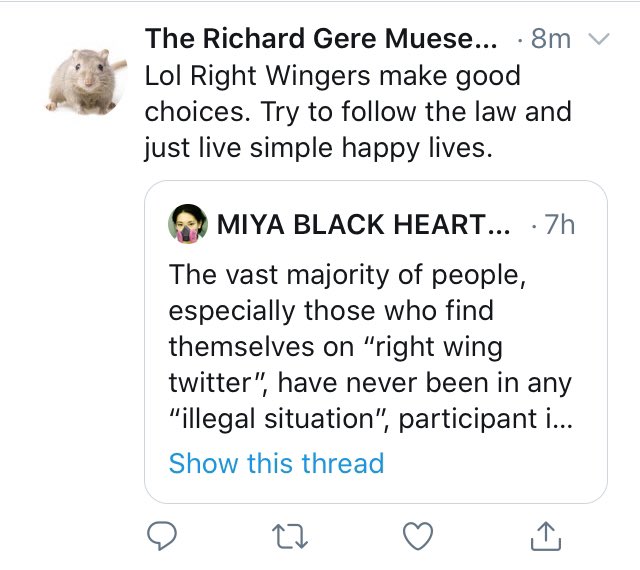 The Richard Gere Muese... · 8m
Lol Right Wingers make good
choices. Try to follow the law and
just live simple happy lives.
MIYA BLACK HEART... · 7h
The vast majority of people,
especially those who find
themselves on “right wing
twitter”, have never been in any
“illegal situation”, participant i...
Show this thread